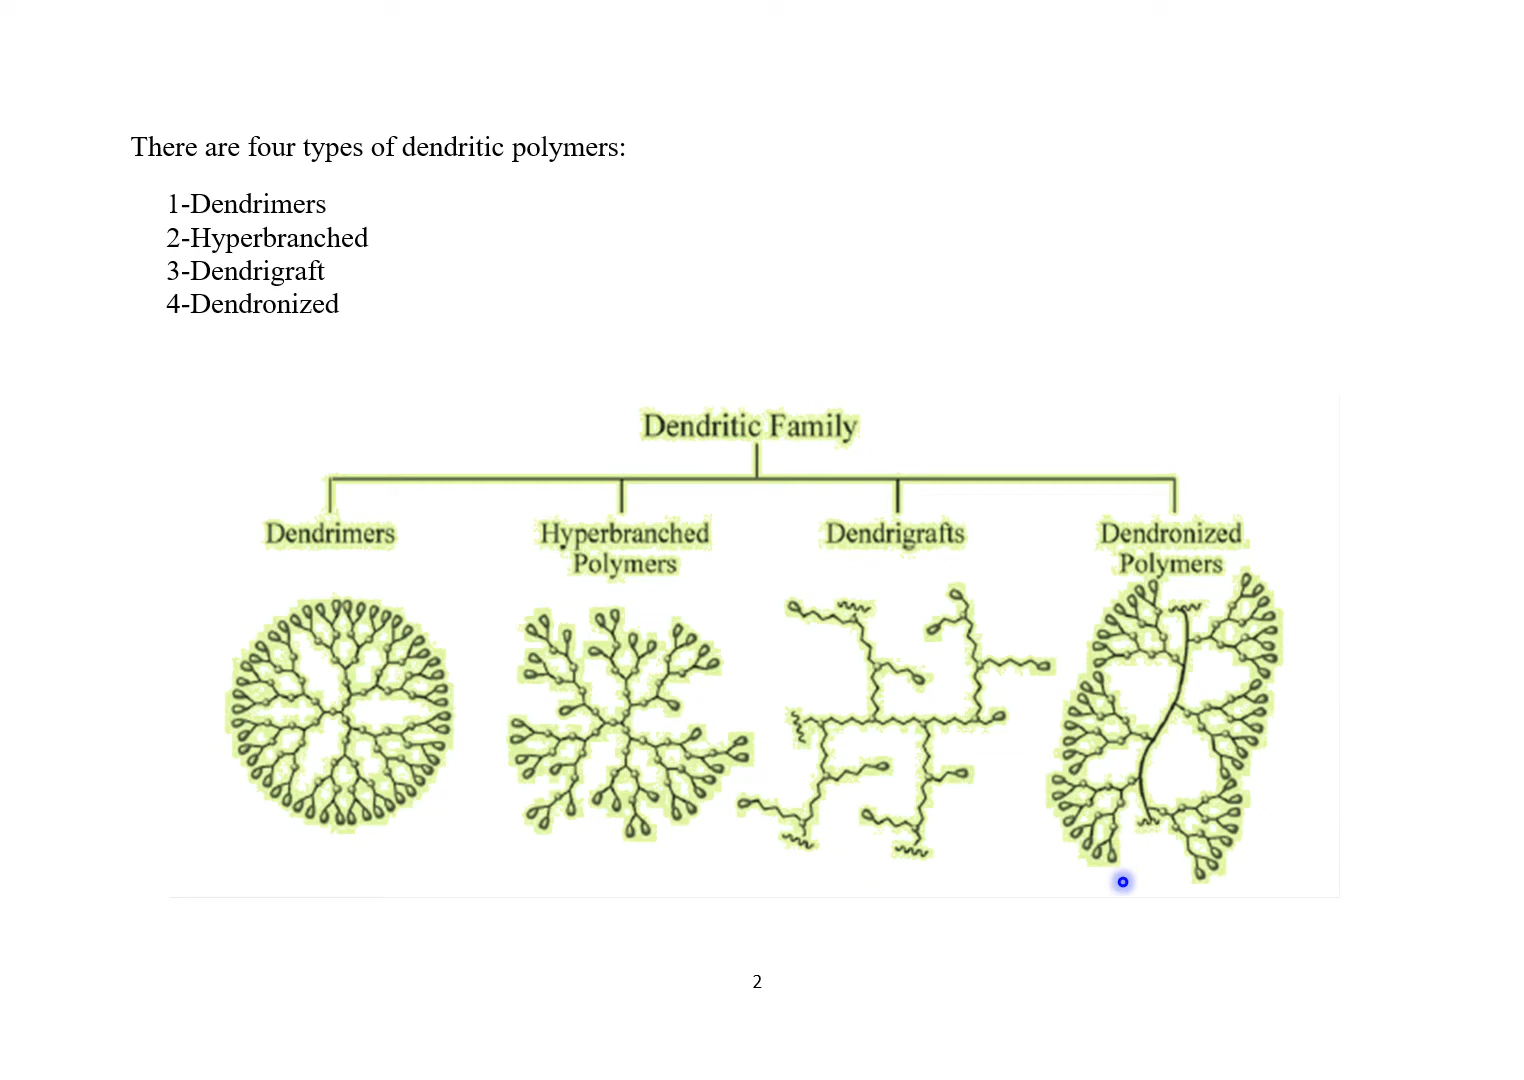 There are four types of dendritic polymers:
1-Dendrimers
2-Hyperbranched
3-Dendrigraft
4-Dendronized
Dendritic Family
Dendrimers
Hyperbranched
Polymers
Dendrigrafts
Dendronized
Polymers
2